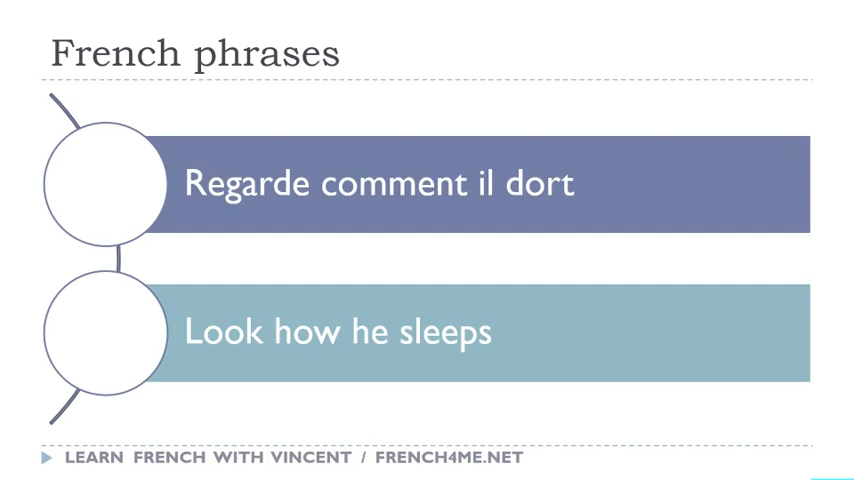 French phrases
Regarde comment il dort
Look how he sleeps
LEARN FRENCH WITH VINCENT / FRENCH4ME.NET